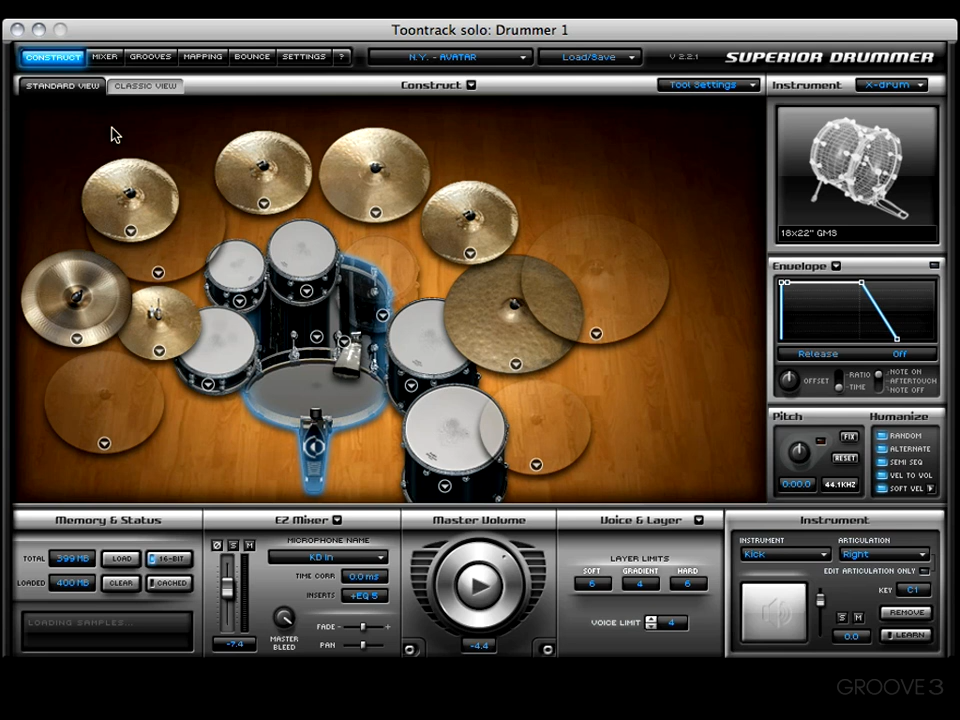 Toontrack solo: Drummer 1
CONSTRUCT MIXER GROOVES MAPPING BOUNCE SETTINGS ? N.Y. - AVATAR Load/Save V 2.2.1 SUPERIOR DRUMMER
STANDARD VIEW CLASSIC VIEW Construct Tool Settings Instrument X-drum
18x22" GMS
Envelope
Release Off
OFFSET RATIO TIME NOTE ON AFTERTOUCH NOTE OFF
Pitch Humanize
FIX RESET 0:00.0 44.1KHZ
RANDOM
ALTERNATE
SEMI SEQ
VEL TO VOL
SOFT VEL
Memory & Status EZ Mixer Master Volume Voice & Layer Instrument
TOTAL 399 MB LOAD 16-BIT
LOADED 400 MB CLEAR CACHED
LOADING SAMPLES...
S M MICROPHONE NAME
KD In
TIME CORR 0.0 ms
INSERTS +EQ 5
MASTER BLEED
FADE - +
PAN
-7.4
-4.4
LAYER LIMITS
SOFT GRADIENT HARD
6 4 6
VOICE LIMIT 4
INSTRUMENT ARTICULATION
Kick Right
EDIT ARTICULATION ONLY
KEY C1
S M REMOVE
0.0 LEARN
GROOVE3